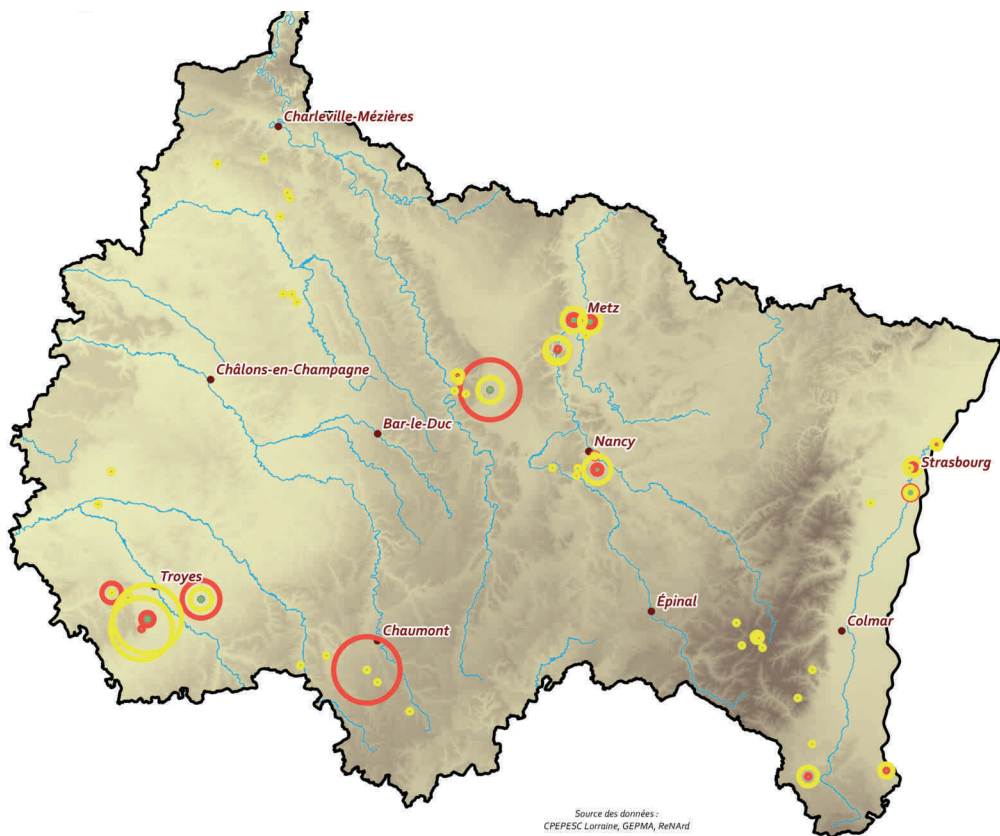 Charleville-Mézières
Metz
Châlons-en-Champagne
Bar-le-Duc
Nancy
Strasbourg
Troyes
Épinal
Colmar
Chaumont
Source des données :
CPEPESC Lorraine, GEPMA, ReNArd